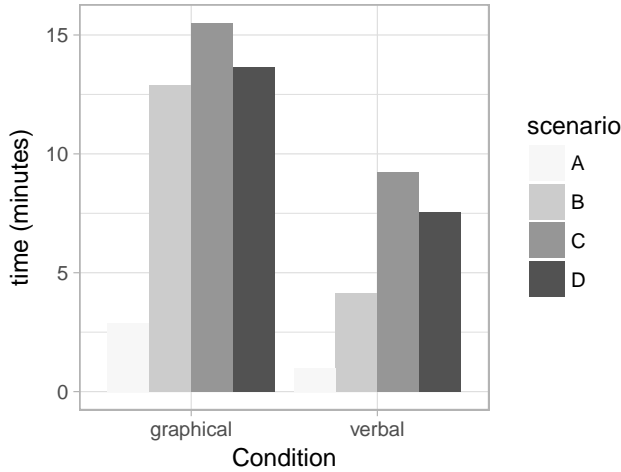 time (minutes)
15
10
5
0
graphical
verbal
Condition
scenario
A
B
C
D